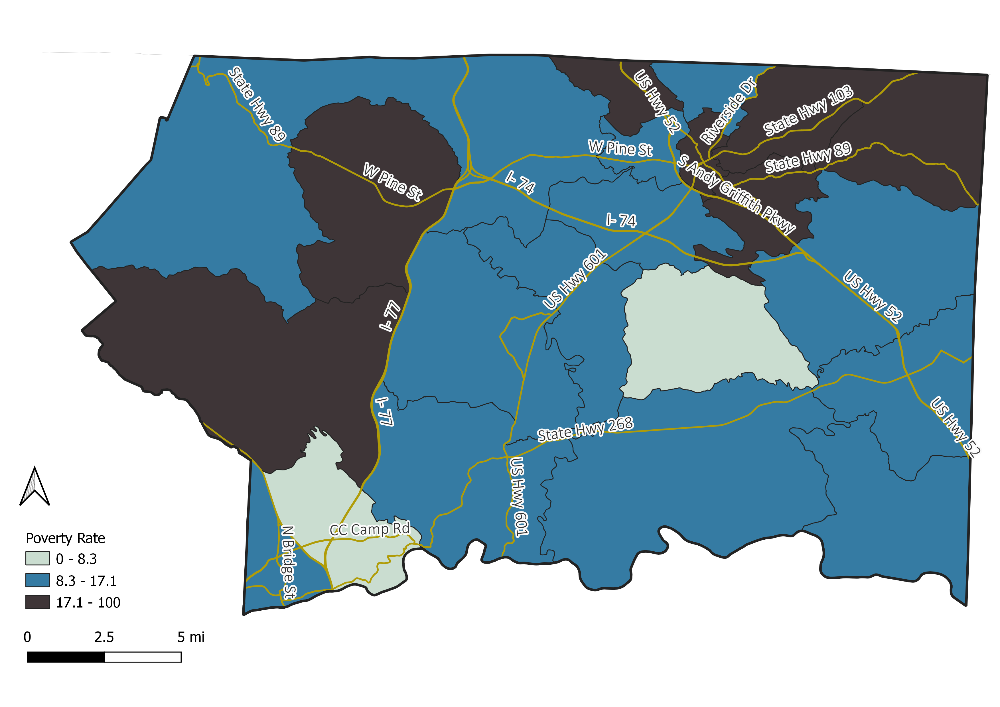 State Hwy 89
US Hwy 52
Riverside Dr
State Hwy 103
W Pine St
State Hwy 89
W Pine St
I- 74
S Andy Griffith Pkwy
I- 74
US Hwy 601
US Hwy 52
I- 77
I- 77
State Hwy 268
US Hwy 52
US Hwy 601
CC Camp Rd
N Bridge St
Poverty Rate
0 - 8.3
8.3 - 17.1
17.1 - 100
0 2.5 5 mi